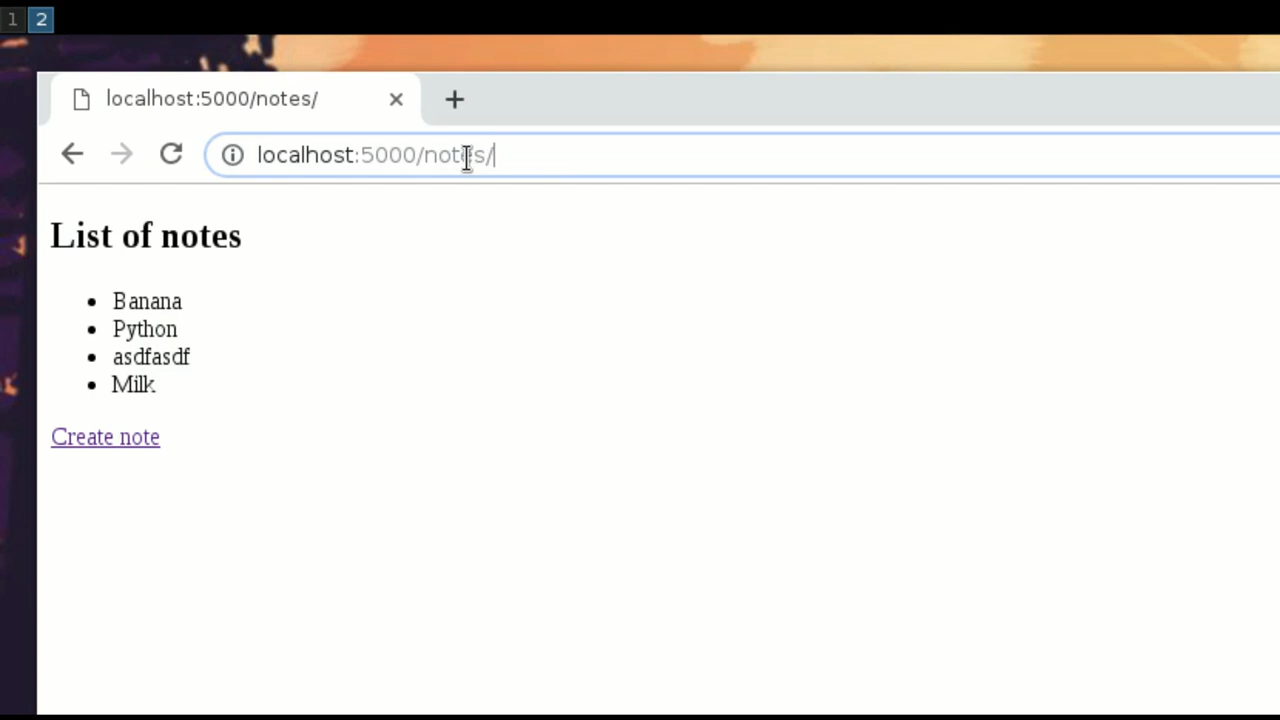 1 2
localhost:5000/notes/
localhost:5000/notes/
List of notes
Banana
Python
asdfasdf
Milk
Create note